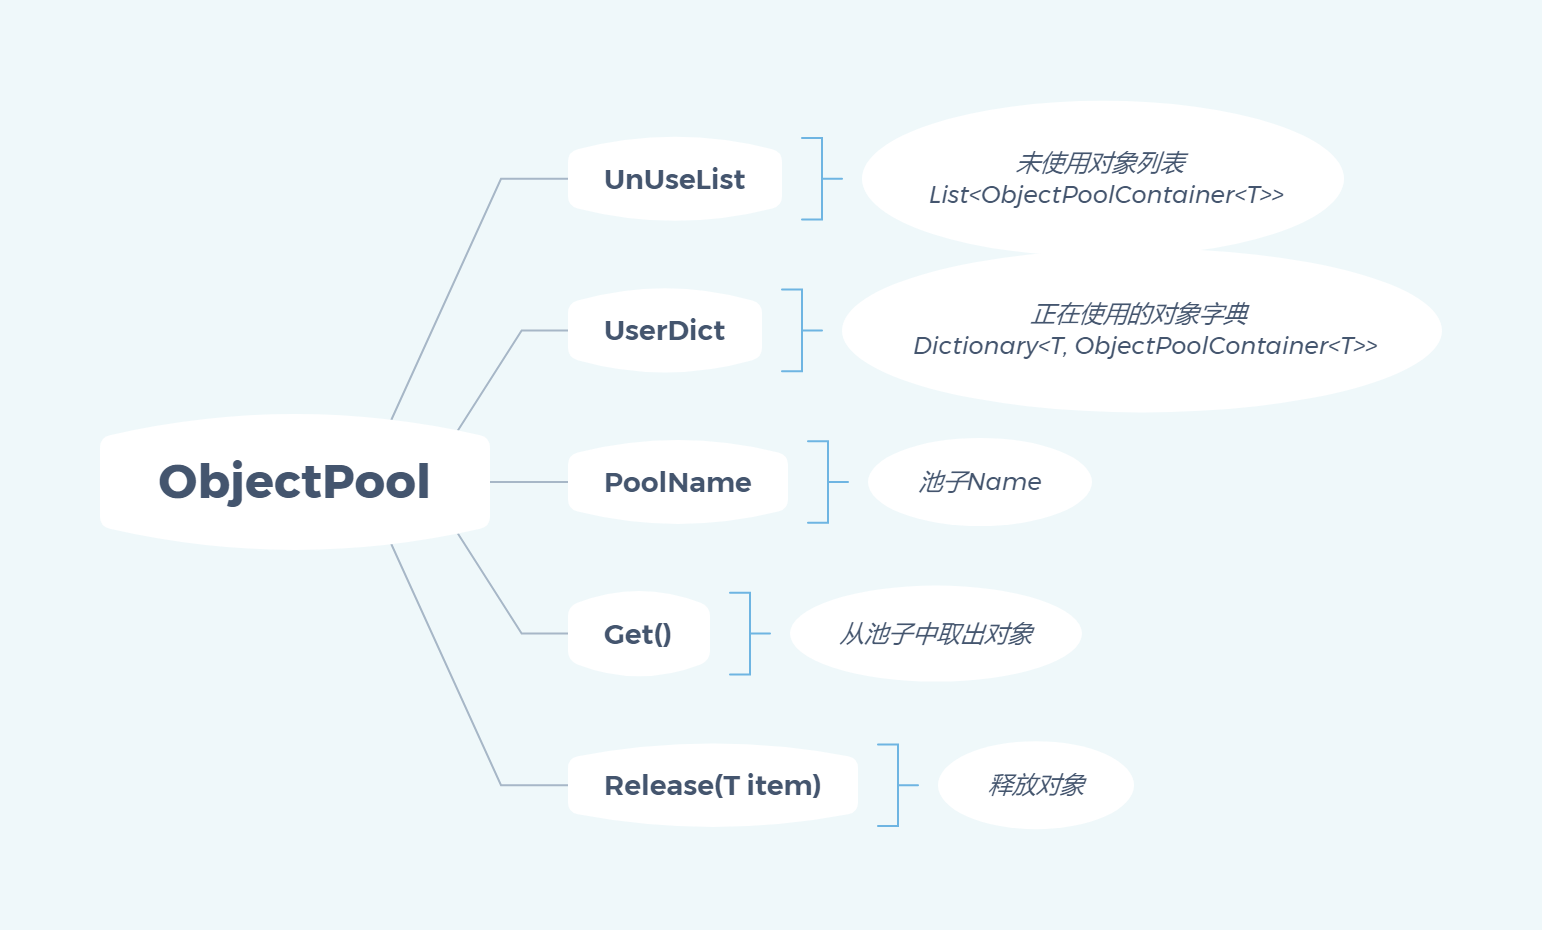 ObjectPool
UnUseList
未使用对象列表
List<ObjectPoolContainer<T>>
UserDict
正在使用的对象字典
Dictionary<T, ObjectPoolContainer<T>>
PoolName
池子Name
Get()
从池子中取出对象
Release(T item)
释放对象